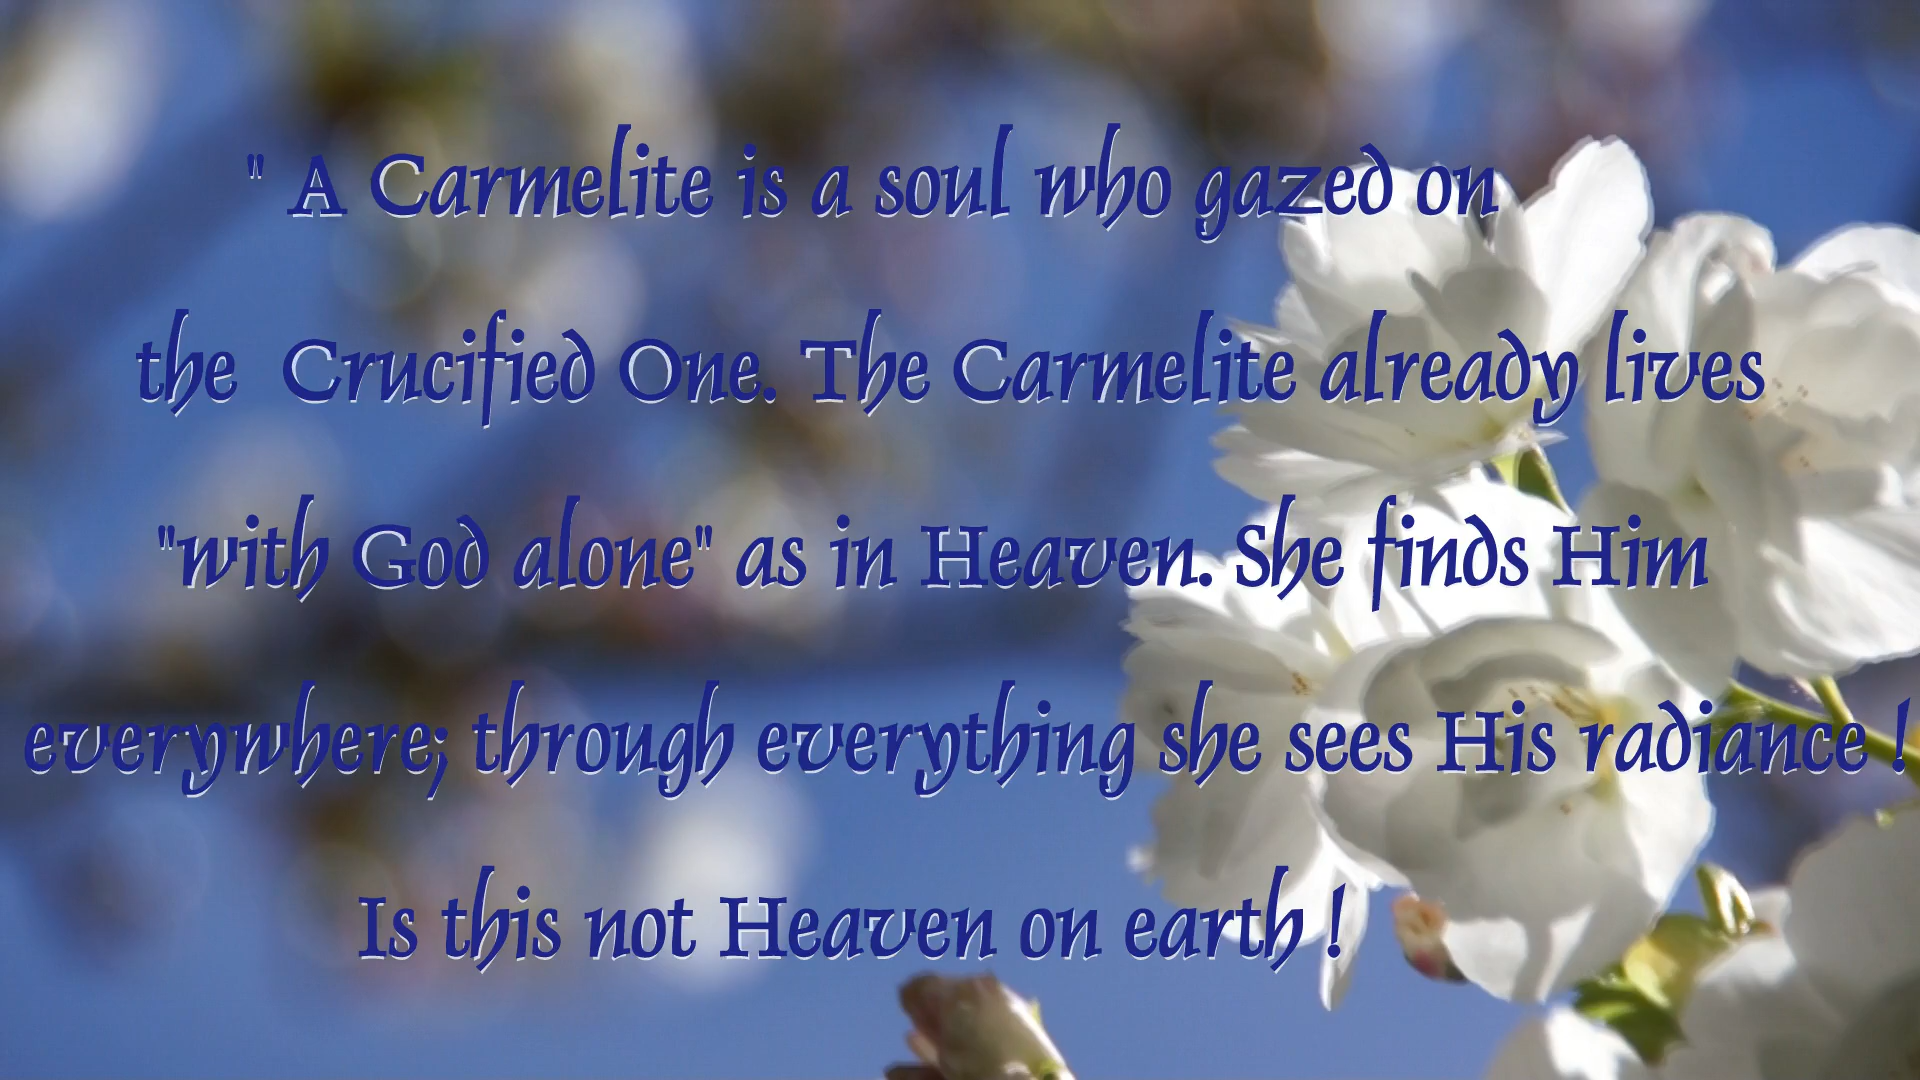 " A Carmelite is a soul who gazed on
the Crucified One. The Carmelite already lives
"with God alone" as in Heaven. She finds Him
everywhere; through everything she sees His radiance !
Is this not Heaven on earth !